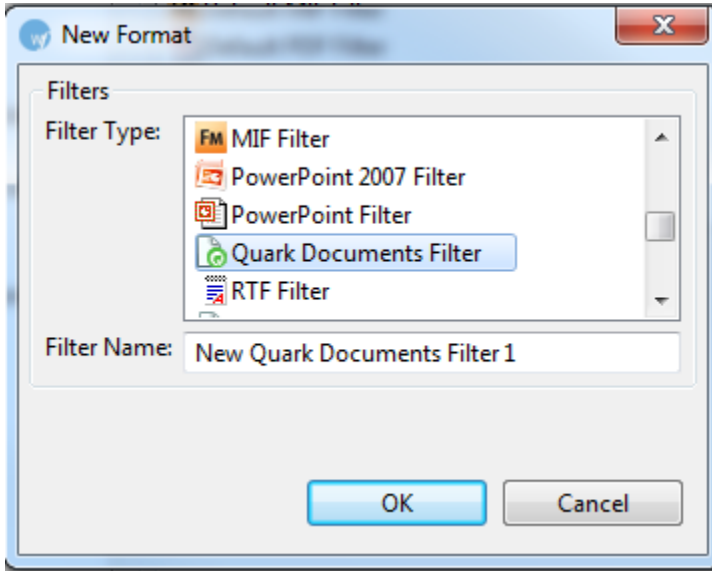 New Format
Filters
Filter Type:
FM MIF Filter
PowerPoint 2007 Filter
PowerPoint Filter
Quark Documents Filter
RTF Filter
Filter Name: New Quark Documents Filter 1
OK Cancel